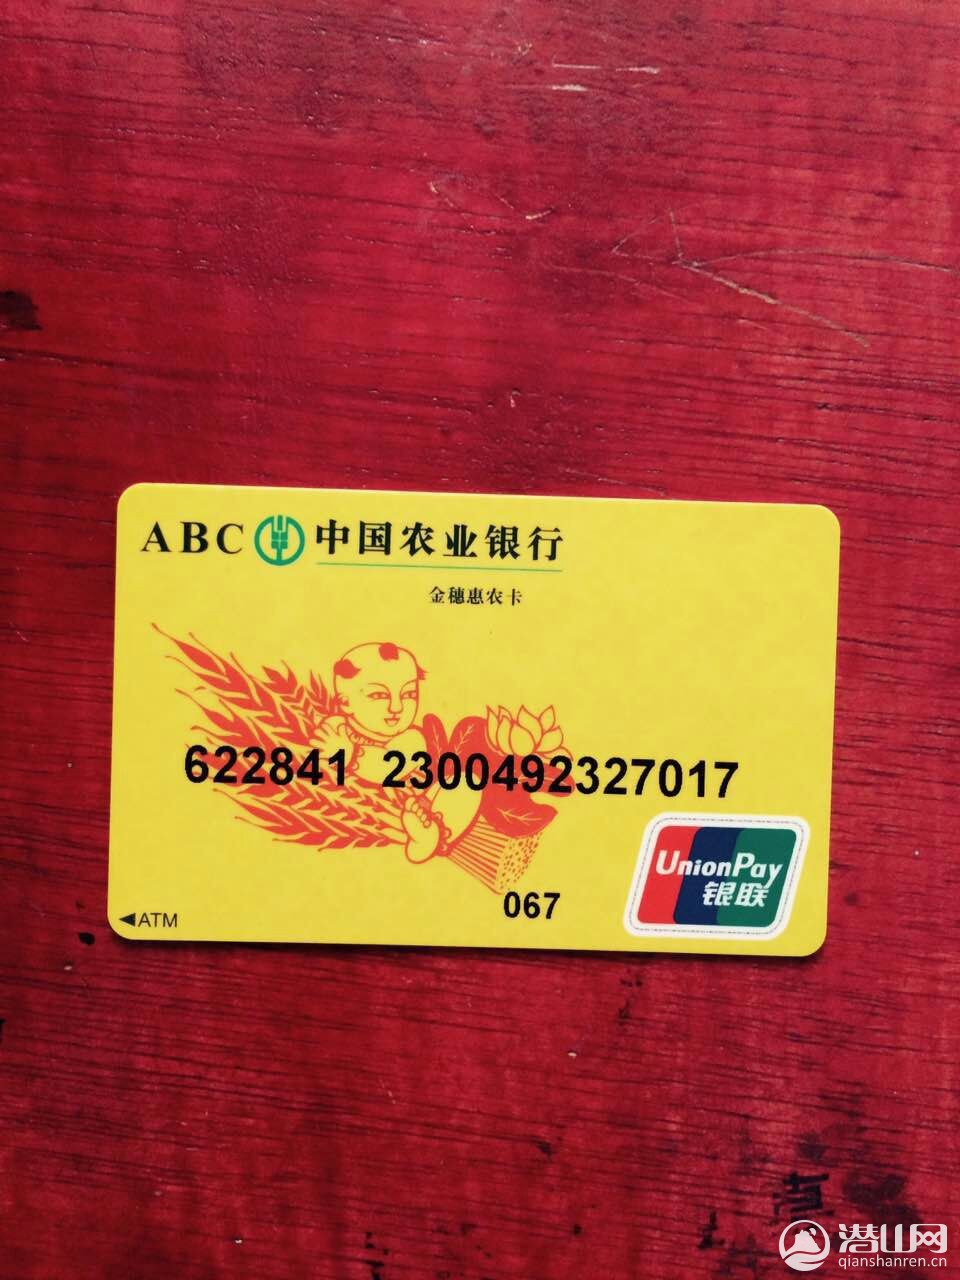 ABC 中国农业银行
金穗惠农卡
622841 2300492327017
067
UnionPay
银联
◀ATM
潜山网
qianshanren.cn